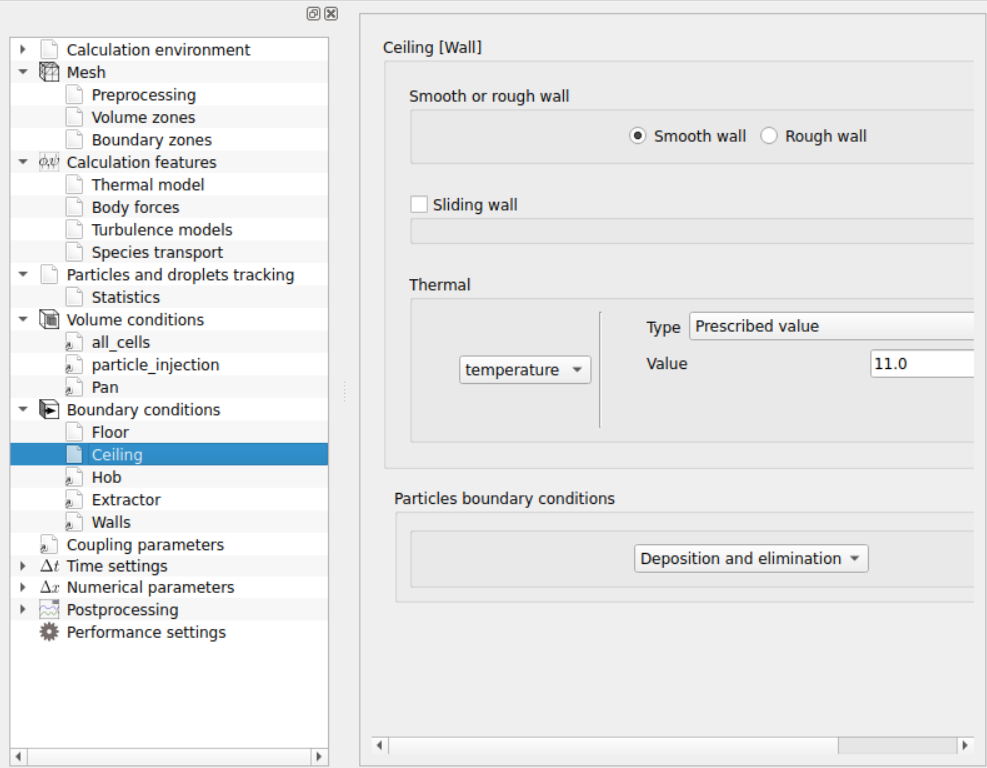 Calculation environment
Mesh
Preprocessing
Volume zones
Boundary zones
Calculation features
Thermal model
Body forces
Turbulence models
Species transport
Particles and droplets tracking
Statistics
Volume conditions
all_cells
particle_injection
Pan
Boundary conditions
Floor
Ceiling
Hob
Extractor
Walls
Coupling parameters
Δt Time settings
Δx Numerical parameters
Postprocessing
Performance settings
Ceiling [Wall]
Smooth or rough wall
Smooth wall Rough wall
Sliding wall
Thermal
temperature
Type Prescribed value
Value 11.0
Particles boundary conditions
Deposition and elimination